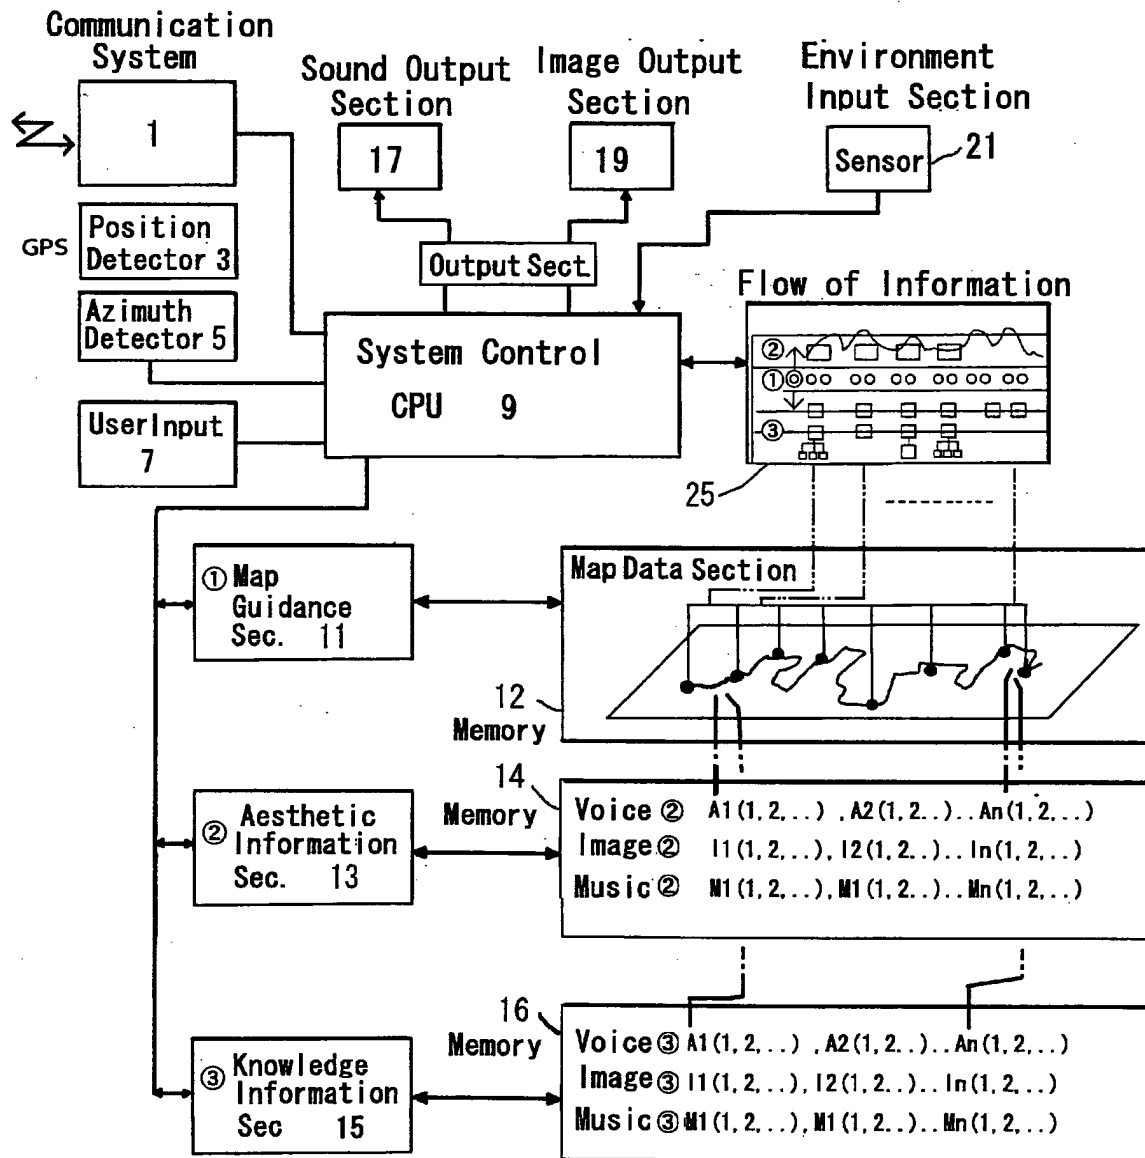 Communication
System
1
Sound Output
Section
17
Image Output
Section
19
Environment
Input Section
Sensor
21
GPS
Position
Detector 3
Azimuth
Detector 5
User Input
7
Output Sect.
System Control
CPU 9
Flow of Information
②
①
③
25
① Map
Guidance
Sec. 11
Map Data Section
12
Memory
② Aesthetic
Information
Sec. 13
14
Memory
Voice ② A1(1,2,..) ,A2(1,2..)..An(1,2,..)
Image ② I1(1,2,..),I2(1,2..)..In(1,2,..)
Music ② M1(1,2,..),M1(1,2..)..Mn(1,2,..)
③ Knowledge
Information
Sec 15
16
Memory
Voice ③ A1(1,2,..) ,A2(1,2..)..An(1,2,..)
Image ③ I1(1,2,..),I2(1,2..)..In(1,2,..)
Music ③ M1(1,2,..),M1(1,2..)..Mn(1,2,..)